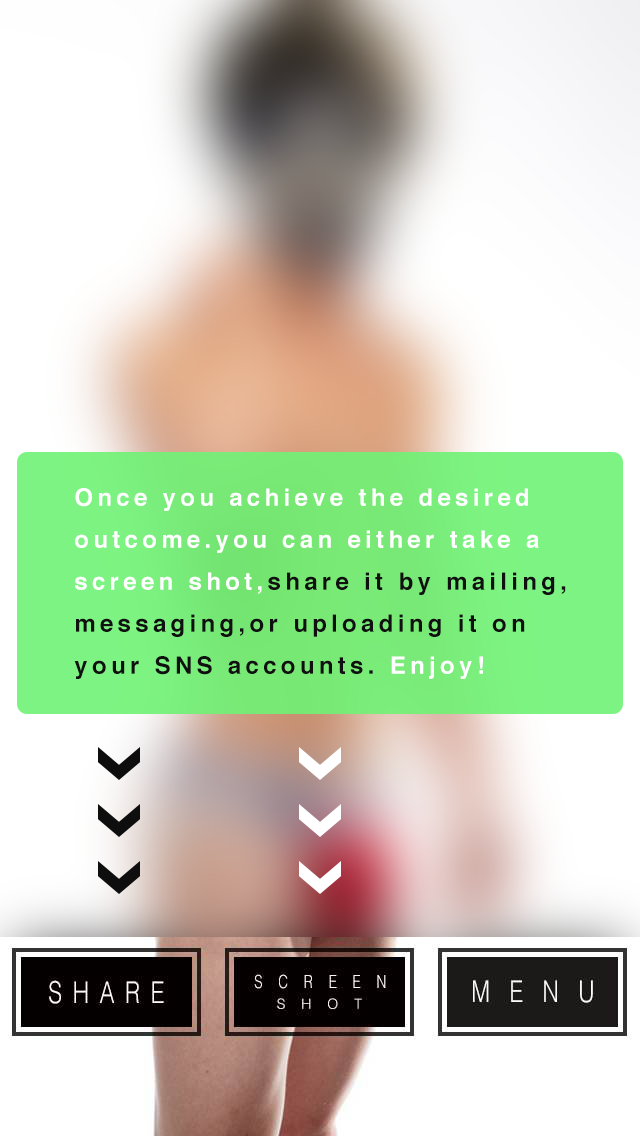 Once you achieve the desired
outcome.you can either take a
screen shot,share it by mailing,
messaging,or uploading it on
your SNS accounts. Enjoy!
SHARE
SCREEN
SHOT
MENU